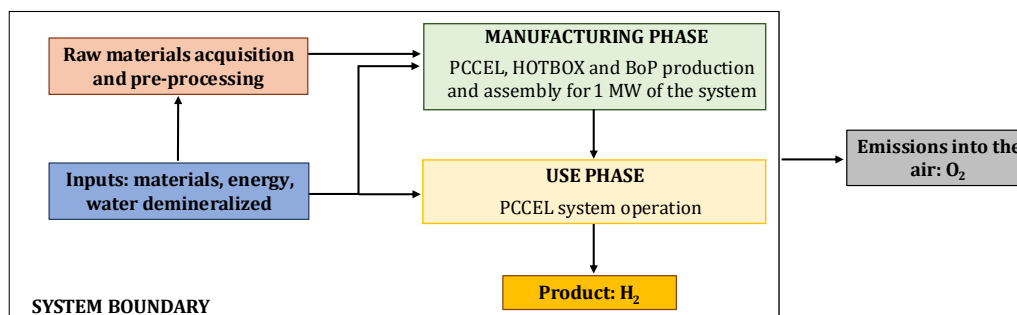 Raw materials acquisition
and pre-processing
MANUFACTURING PHASE
PCCEL, HOTBOX and BoP production
and assembly for 1 MW of the system
Inputs: materials, energy,
water demineralized
USE PHASE
PCCEL system operation
Emissions into the
air: O₂
Product: H₂
SYSTEM BOUNDARY